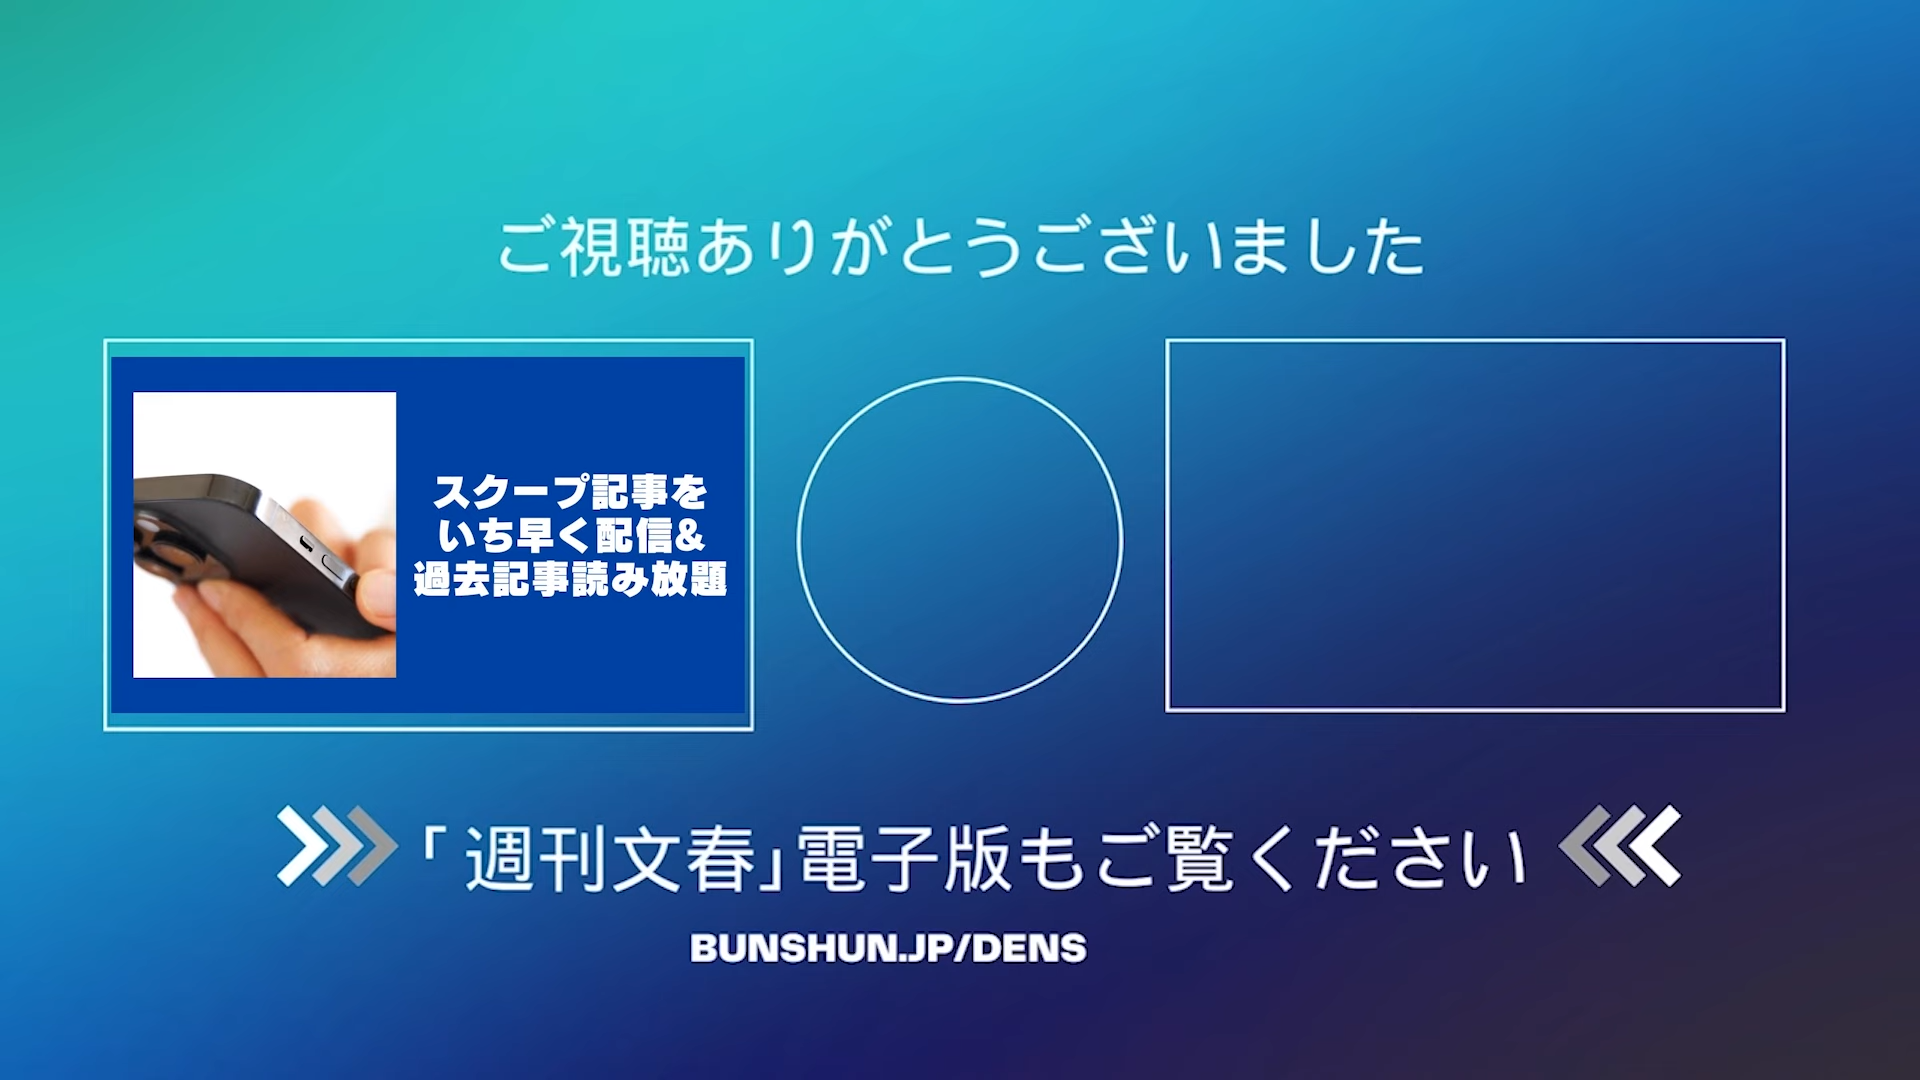 ご視聴ありがとうございました
スクープ記事を
いち早く配信&
過去記事読み放題
「週刊文春」電子版もご覧ください
BUNSHUN.JP/DENS